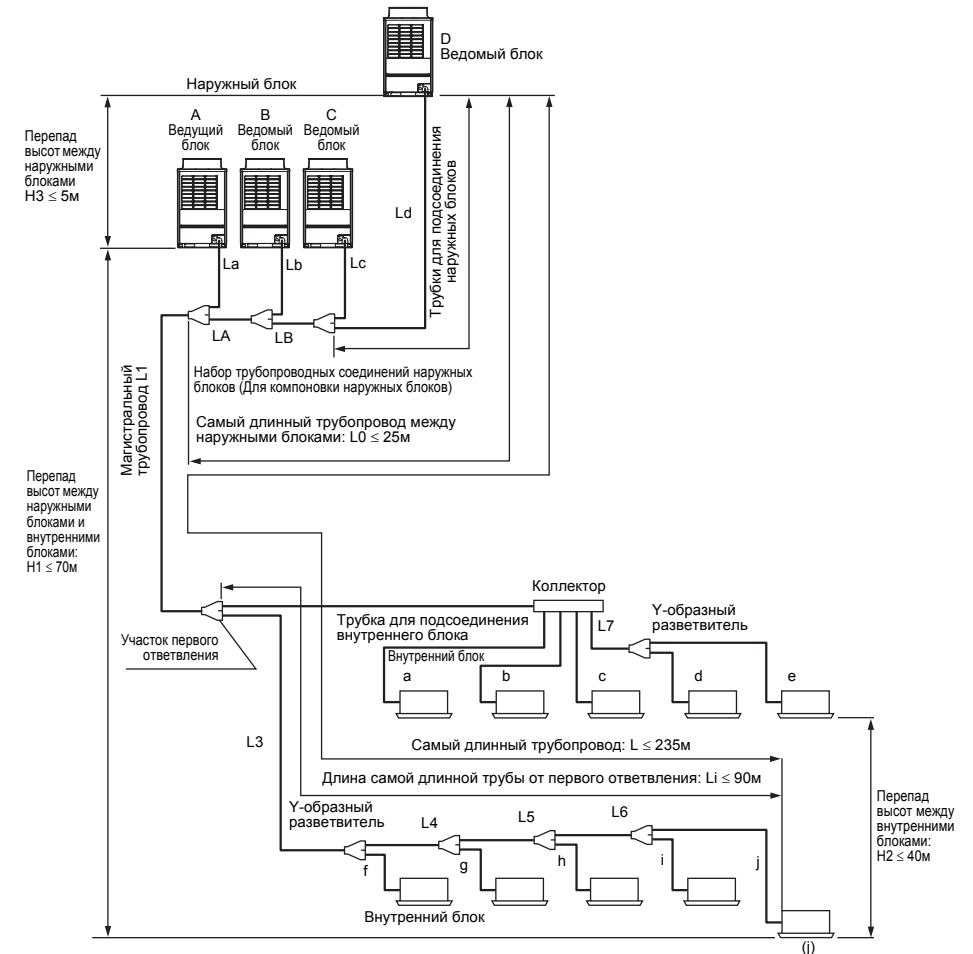 D
Ведомый блок
Наружный блок
A
Ведущий
блок
B
Ведомый
блок
C
Ведомый
блок
Перепад
высот между
наружными
блоками
H3 ≤ 5м
La
Lb
Lc
Ld
Трубки для подсоединения
наружных блоков
LA
LB
Набор трубопроводных соединений наружных
блоков (Для компоновки наружных блоков)
Магистральный
трубопровод L1
Самый длинный трубопровод между
наружными блоками: L0 ≤ 25м
Перепад
высот между
наружными
блоками и
внутренними
блоками:
H1 ≤ 70м
Коллектор
Трубка для подсоединения
внутреннего блока
L7
Y-образный
разветвитель
Участок первого
ответвления
Внутренний блок
a
b
c
d
e
L3
Самый длинный трубопровод: L ≤ 235м
Длина самой длинной трубы от первого ответвления: Li ≤ 90м
Перепад
высот между
внутренними
блоками:
H2 ≤ 40м
Y-образный
разветвитель
L4
L5
L6
f
g
h
i
j
Внутренний блок
(j)